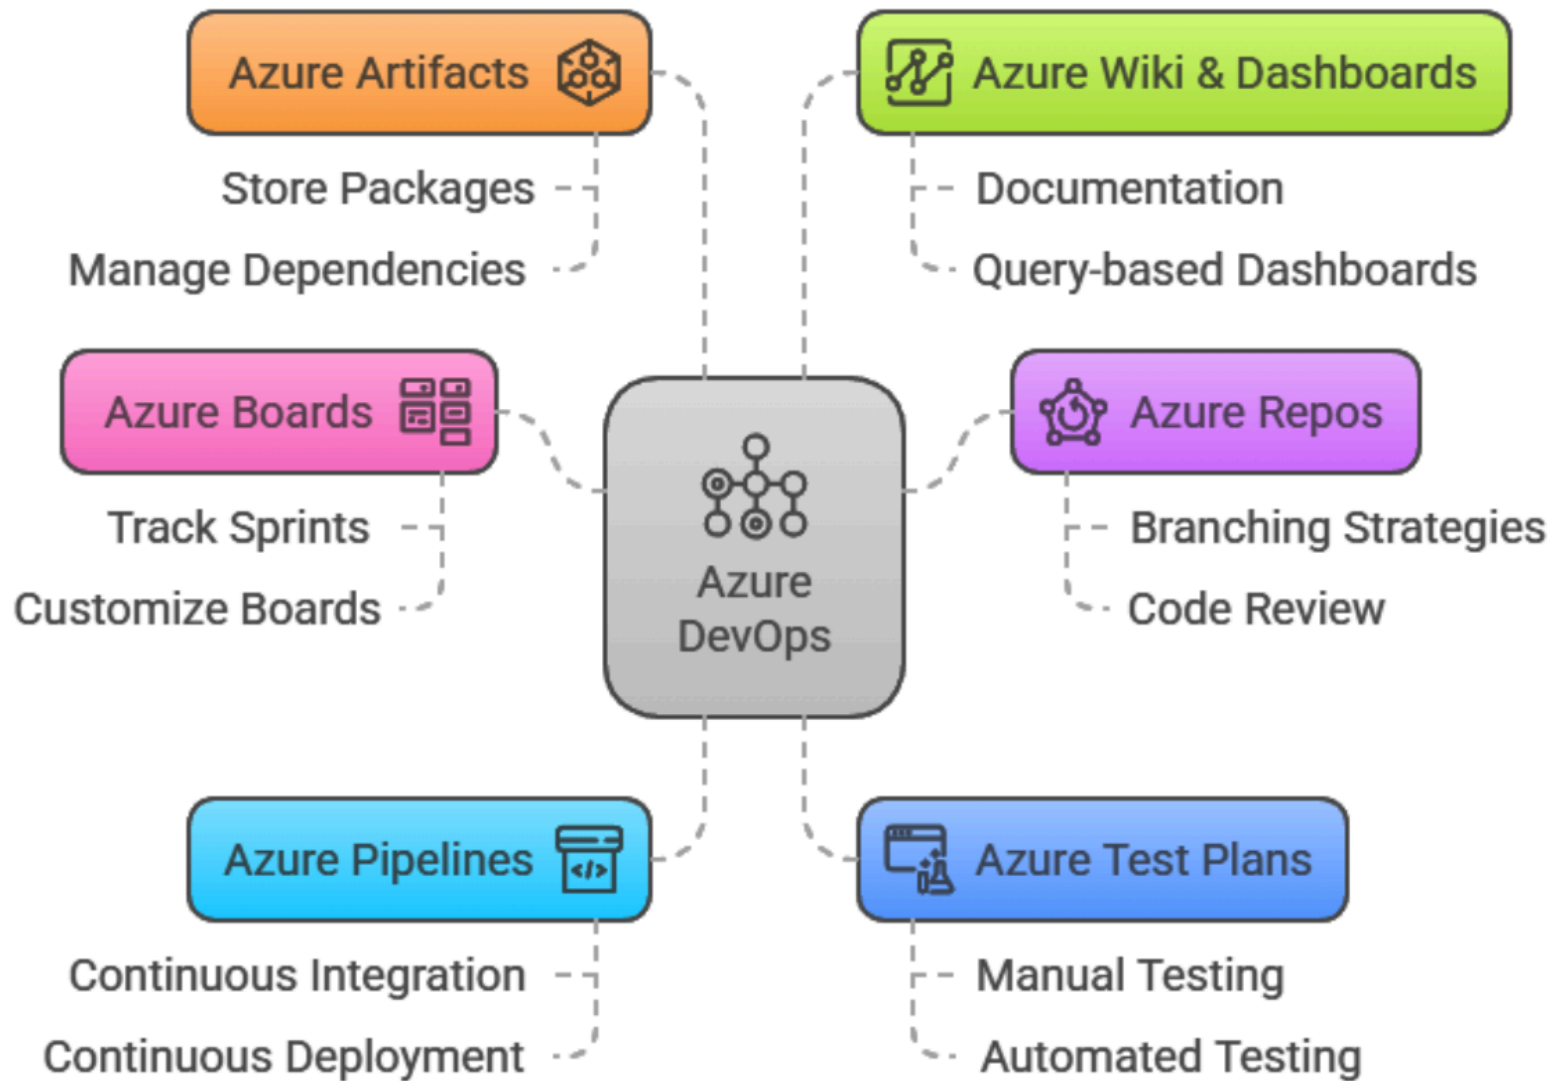 Azure Artifacts
Store Packages
Manage Dependencies
Azure Wiki & Dashboards
Documentation
Query-based Dashboards
Azure Boards
Track Sprints
Customize Boards
Azure
DevOps
Azure Repos
Branching Strategies
Code Review
Azure Pipelines
</>
Continuous Integration
Continuous Deployment
Azure Test Plans
Manual Testing
Automated Testing